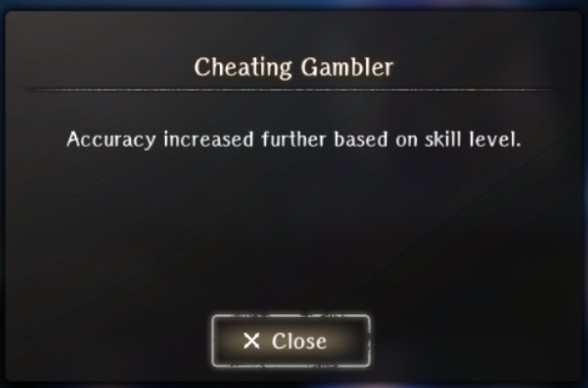 Cheating Gambler
Accuracy increased further based on skill level.
✕ Close